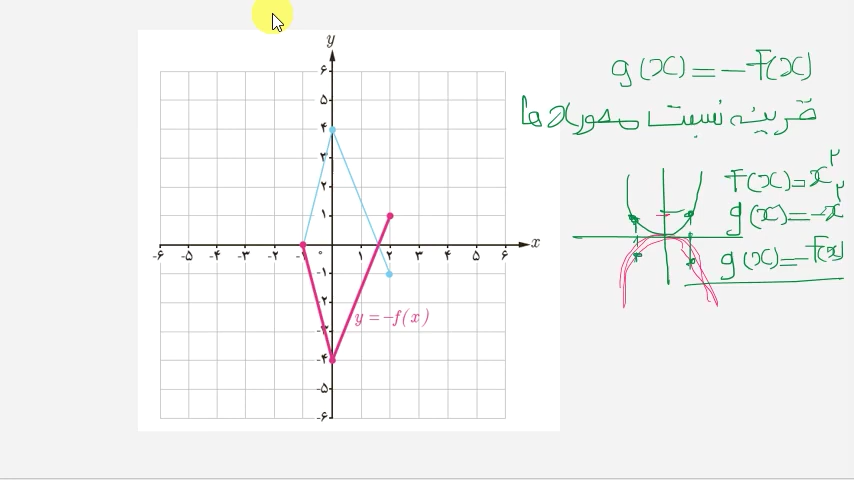 y
۶
۵
۴
۳
۲
۱
-۶ -۵ -۴ -۳ -۲ -۱ ۰ ۱ ۲ ۳ ۴ ۵ ۶ x
-۱
-۲
-۳
-۴
-۵
-۶
y = -f(x)
g(x) = -f(x)
قرینه نسبت محور xها
f(x) = x²
g(x) = -x²
g(x) = -f(x)